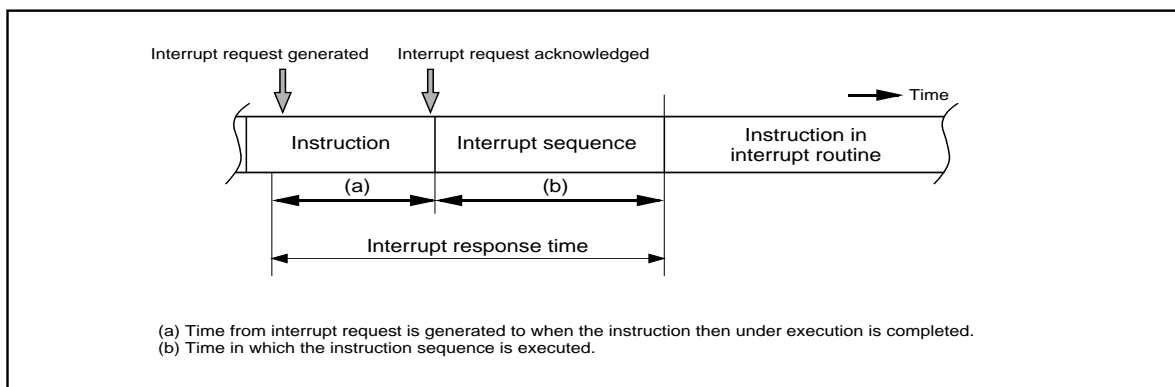 Interrupt request generated
Interrupt request acknowledged
Time
Instruction
Interrupt sequence
Instruction in
interrupt routine
(a)
(b)
Interrupt response time
(a) Time from interrupt request is generated to when the instruction then under execution is completed.
(b) Time in which the instruction sequence is executed.